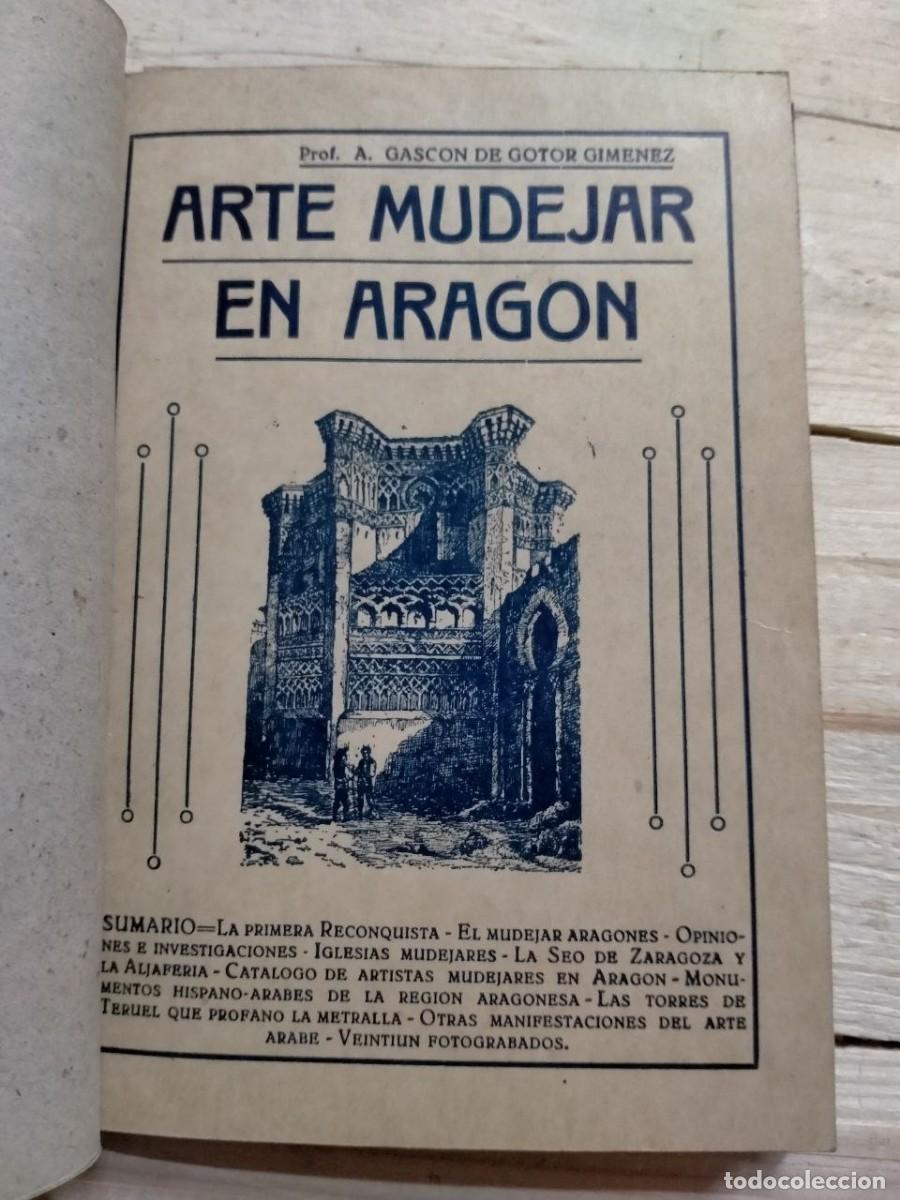 Prof. A. GASCON DE GOTOR GIMENEZ
ARTE MUDEJAR
EN ARAGON
SUMARIO=LA PRIMERA RECONQUISTA - EL MUDEJAR ARAGONES - OPINIO-
NES E INVESTIGACIONES - IGLESIAS MUDEJARES - LA SEO DE ZARAGOZA Y
LA ALJAFERIA - CATALOGO DE ARTISTAS MUDEJARES EN ARAGON - MONU-
MENTOS HISPANO-ARABES DE LA REGION ARAGONESA - LAS TORRES DE
TERUEL QUE PROFANO LA METRALLA - OTRAS MANIFESTACIONES DEL ARTE
ARABE - VEINTIUN FOTOGRABADOS.
todocoleccion